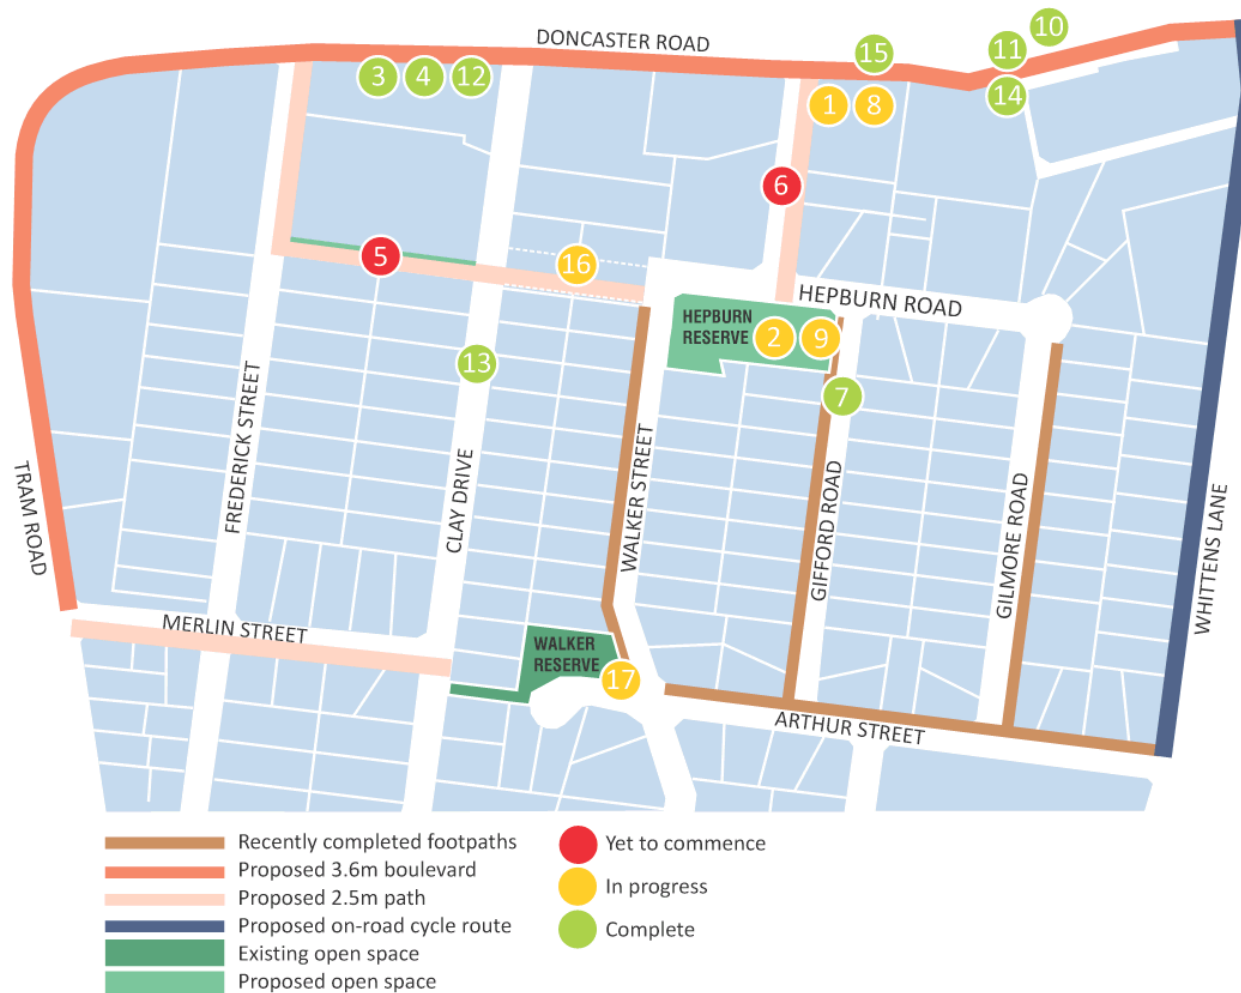 DONCASTER ROAD
10
11
15
3
4
12
14
1
8
6
5
16
HEPBURN ROAD
HEPBURN
RESERVE
2
9
13
7
FREDERICK STREET
CLAY DRIVE
WALKER STREET
GIFFORD ROAD
GILMORE ROAD
WHITTENS LANE
TRAM ROAD
MERLIN STREET
WALKER
RESERVE
17
ARTHUR STREET
Recently completed footpaths
Proposed 3.6m boulevard
Proposed 2.5m path
Proposed on-road cycle route
Existing open space
Proposed open space
Yet to commence
In progress
Complete